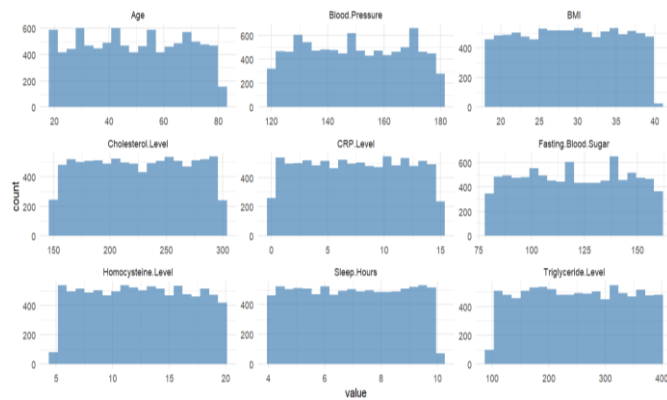 Age Blood.Pressure BMI
600
400
200
0
20 40 60 80
600
400
200
0
120 140 160 180
400
200
0
20 25 30 35 40
Cholesterol.Level CRP.Level Fasting.Blood.Sugar
count
400
200
0
150 200 250 300
400
200
0
0 5 10 15
600
400
200
0
75 100 125 150
Homocysteine.Level Sleep.Hours Triglyceride.Level
400
200
0
5 10 15 20
400
200
0
4 6 8 10
400
200
0
100 200 300 400
value